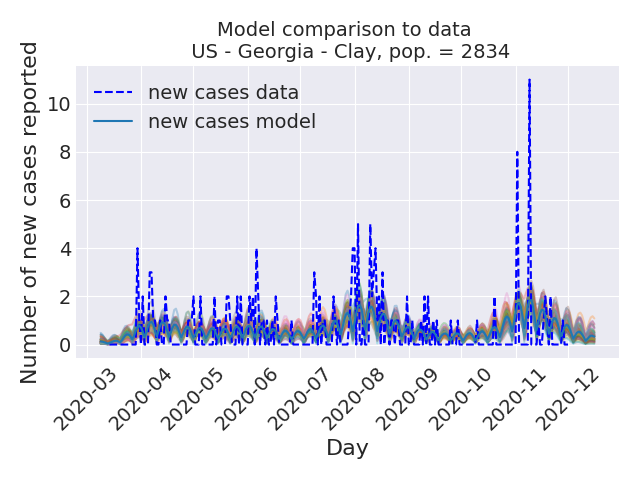 Model comparison to data
US - Georgia - Clay, pop. = 2834
Number of new cases reported
10
8
6
4
2
0
new cases data
new cases model
2020-03
2020-04
2020-05
2020-06
2020-07
2020-08
2020-09
2020-10
2020-11
2020-12
Day